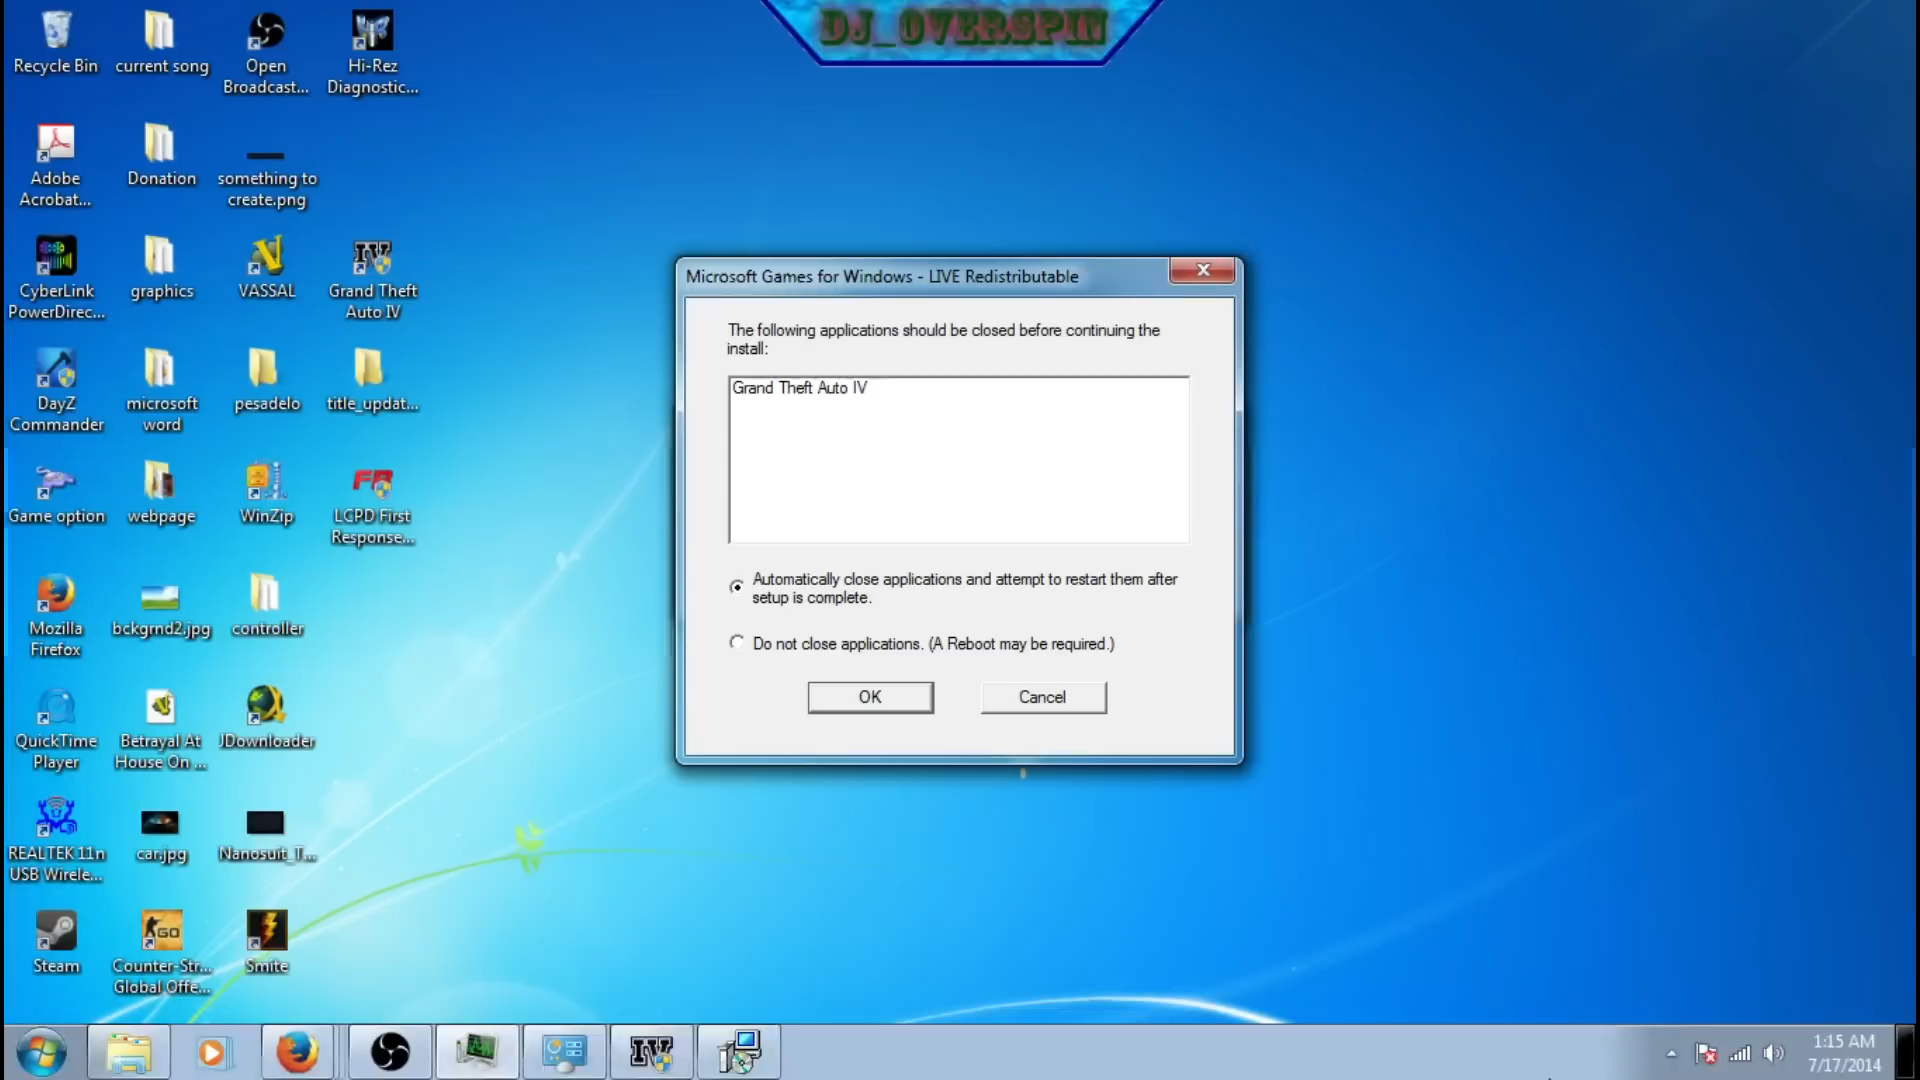 DJ_OVERSPIN
Recycle Bin
current song
Open
Broadcast...
Hi-Rez
Diagnostic...
Adobe
Acrobat...
Donation
something to
create.png
CyberLink
PowerDirec...
graphics
VASSAL
Grand Theft
Auto IV
DayZ
Commander
microsoft
word
pesadelo
title_updat...
Game option
webpage
WinZip
LCPD First
Response...
Mozilla
Firefox
bckgrnd2.jpg
controller
QuickTime
Player
Betrayal At
House On ...
JDownloader
REALTEK 11n
USB Wirele...
car.jpg
Nanosuit_T...
Steam
Counter-Str...
Global Offe...
Smite
Microsoft Games for Windows - LIVE Redistributable
The following applications should be closed before continuing the
install:
Grand Theft Auto IV
Automatically close applications and attempt to restart them after
setup is complete.
Do not close applications. (A Reboot may be required.)
OK
Cancel
1:15 AM
7/17/2014